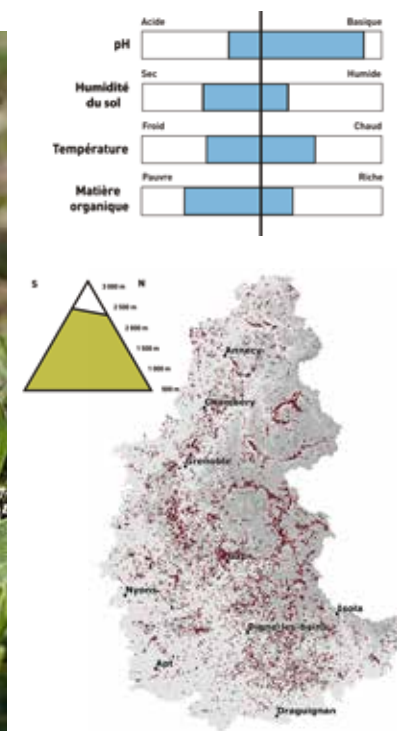 Acide Basique
pH
Sec Humide
Humidité
du sol
Froid Chaud
Température
Pauvre Riche
Matière
organique
S N
3 000 m
2 500 m
2 000 m
1 500 m
1 000 m
500 m
Annecy
Chambéry
Grenoble
Nyons
Isola
Digne-les-bains
Apt
Draguignan